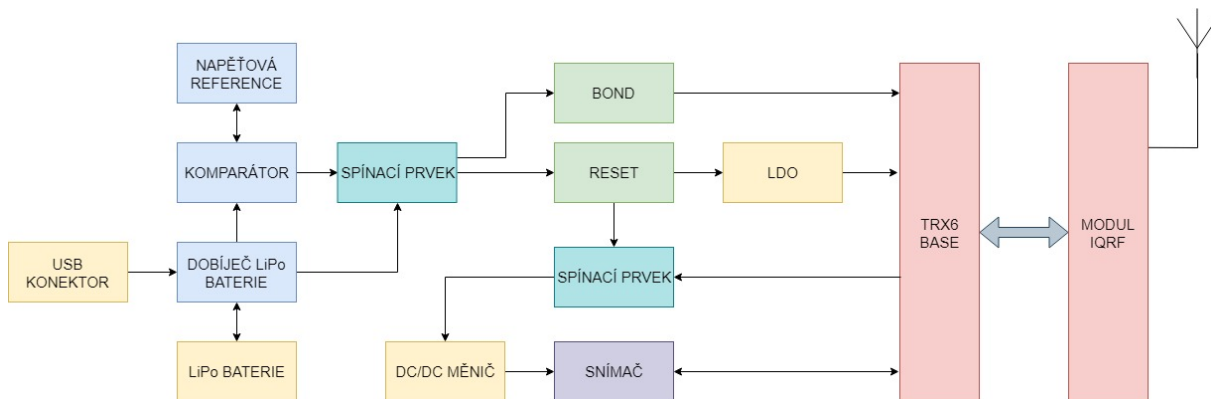 NAPĚŤOVÁ
REFERENCE
BOND
KOMPARÁTOR
SPÍNACÍ PRVEK
RESET
LDO
TRX6
BASE
MODUL
IQRF
USB
KONEKTOR
DOBÍJEČ LiPo
BATERIE
SPÍNACÍ PRVEK
LiPo BATERIE
DC/DC MĚNIČ
SNÍMAČ